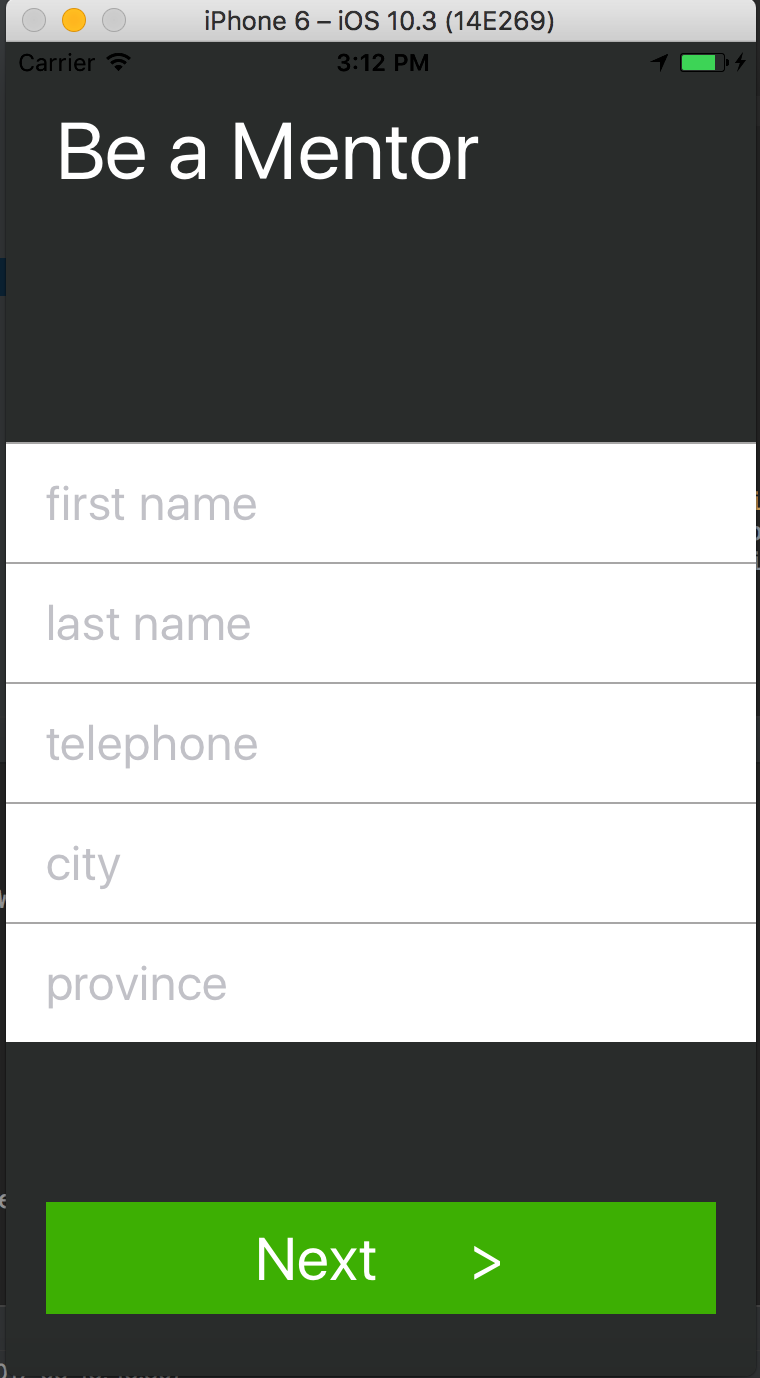 iPhone 6 – iOS 10.3 (14E269)
Carrier 3:12 PM
Be a Mentor
first name
last name
telephone
city
province
Next >